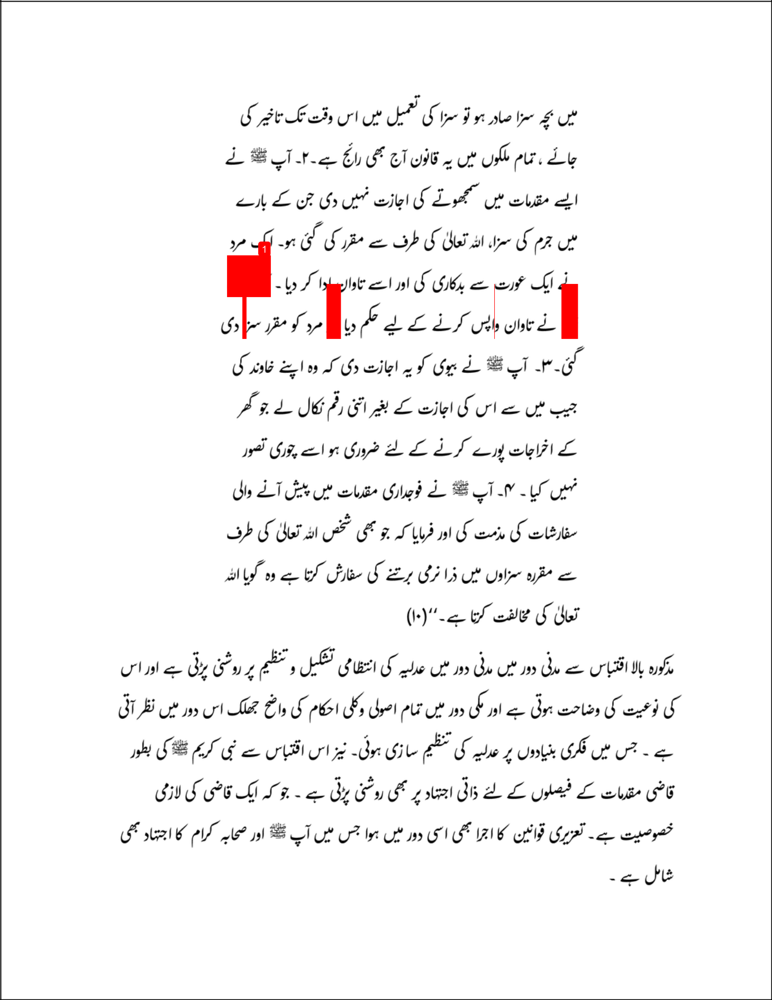 میں بچہ سزا صادر ہو تو سزا کی تعمیل میں اس وقت تک تاخیر کی
جائے ، تمام ملکوں میں یہ قانون آج بھی رائج ہے۔۲۔ آپ ﷺ نے
ایسے مقدمات میں سمجھوتے کی اجازت نہیں دی جن کے بارے
میں جرم کی سزا، اللہ تعالیٰ کی طرف سے مقرر کی گئی ہو۔ ایک مرد
1
نے ایک عورت سے بدکاری کی اور اسے تاوان ادا کر دیا ۔
نے تاوان واپس کرنے کے لیے حکم دیا مرد کو مقرر سزا دی
گئی۔۳۔ آپ ﷺ نے بیوی کو یہ اجازت دی کہ وہ اپنے خاوند کی
جیب میں سے اس کی اجازت کے بغیر اتنی رقم نکال لے جو گھر
کے اخراجات پورے کرنے کے لئے ضروری ہو اسے چوری تصور
نہیں کیا ۔ ۴۔ آپ ﷺ نے فوجداری مقدمات میں پیش آنے والی
سفارشات کی مذمت کی اور فرمایا کہ جو بھی شخص اللہ تعالیٰ کی طرف
سے مقررہ سزاوں میں ذرا نرمی برتنے کی سفارش کرتا ہے وہ گویا اللہ
تعالیٰ کی مخالفت کرتا ہے۔‘‘(۱۰)
مذکورہ بالا اقتباس سے مدنی دور میں مدنی دور میں عدلیہ کی انتظامی تشکیل و تنظیم پر روشنی پڑتی ہے اور اس
کی نوعیت کی وضاحت ہوتی ہے اور مکی دور میں تمام اصولی وکلی احکام کی واضح جھلک اس دور میں نظر آتی
ہے ۔ جس میں فکری بنیادوں پر عدلیہ کی تنظیم سازی ہوئی۔ نیز اس اقتباس سے نبی کریم ﷺ کی بطور
قاضی مقدمات کے فیصلوں کے لئے ذاتی اجتہاد پر بھی روشنی پڑتی ہے ۔ جو کہ ایک قاضی کی لازمی
خصوصیت ہے۔ تعزیری قوانین کا اجرا بھی اسی دور میں ہوا جس میں آپ ﷺ اور صحابہ کرام کا اجتہاد بھی
شامل ہے ۔